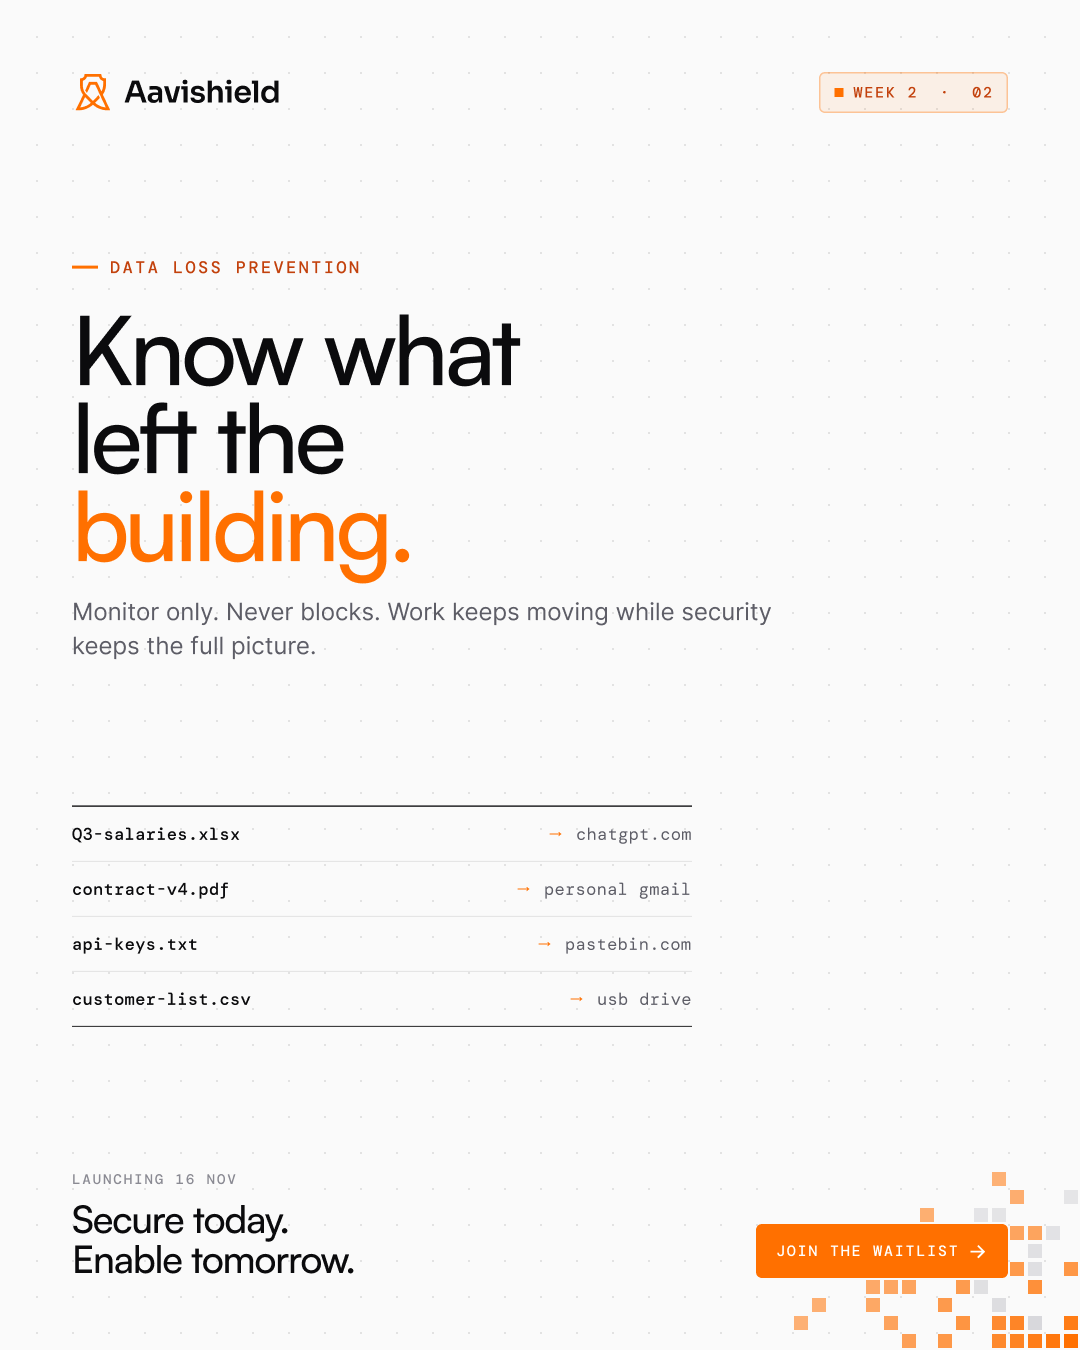 Aavishield
WEEK 2 · 02
DATA LOSS PREVENTION
Know what
left the
building.
Monitor only. Never blocks. Work keeps moving while security
keeps the full picture.
Q3-salaries.xlsx → chatgpt.com
contract-v4.pdf → personal gmail
api-keys.txt → pastebin.com
customer-list.csv → usb drive
LAUNCHING 16 NOV
Secure today.
Enable tomorrow.
JOIN THE WAITLIST →